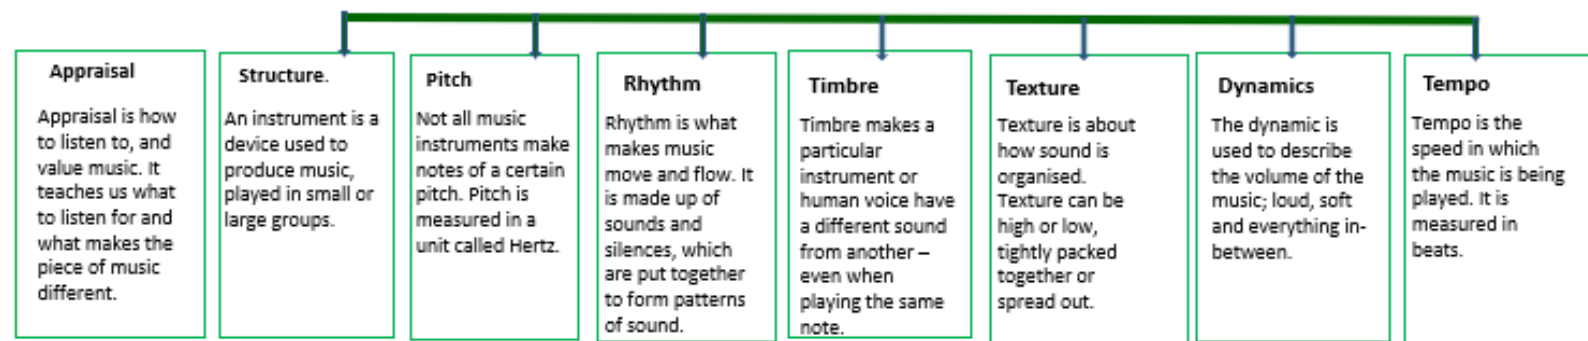 Appraisal
Appraisal is how
to listen to, and
value music. It
teaches us what
to listen for and
what makes the
piece of music
different.
Structure.
An instrument is a
device used to
produce music,
played in small or
large groups.
Pitch
Not all music
instruments make
notes of a certain
pitch. Pitch is
measured in a
unit called Hertz.
Rhythm
Rhythm is what
makes music
move and flow. It
is made up of
sounds and
silences, which
are put together
to form patterns
of sound.
Timbre
Timbre makes a
particular
instrument or
human voice have
a different sound
from another –
even when
playing the same
note.
Texture
Texture is about
how sound is
organised.
Texture can be
high or low,
tightly packed
together or
spread out.
Dynamics
The dynamic is
used to describe
the volume of the
music; loud, soft
and everything in-
between.
Tempo
Tempo is the
speed in which
the music is being
played. It is
measured in
beats.